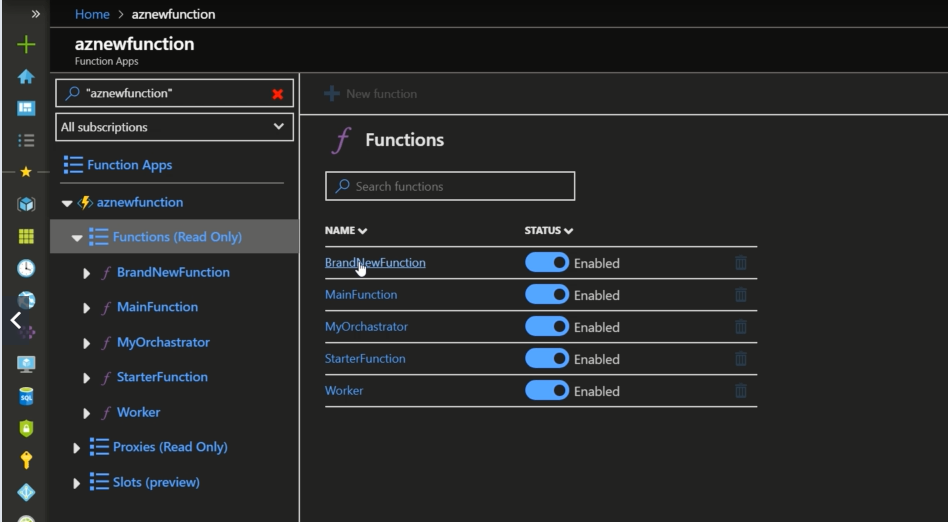 Home > aznewfunction
aznewfunction
Function Apps
"aznewfunction"
All subscriptions
Function Apps
aznewfunction
Functions (Read Only)
BrandNewFunction
MainFunction
MyOrchastrator
StarterFunction
Worker
Proxies (Read Only)
Slots (preview)
New function
Functions
Search functions
NAME STATUS
BrandNewFunction Enabled
MainFunction Enabled
MyOrchastrator Enabled
StarterFunction Enabled
Worker Enabled
SQL